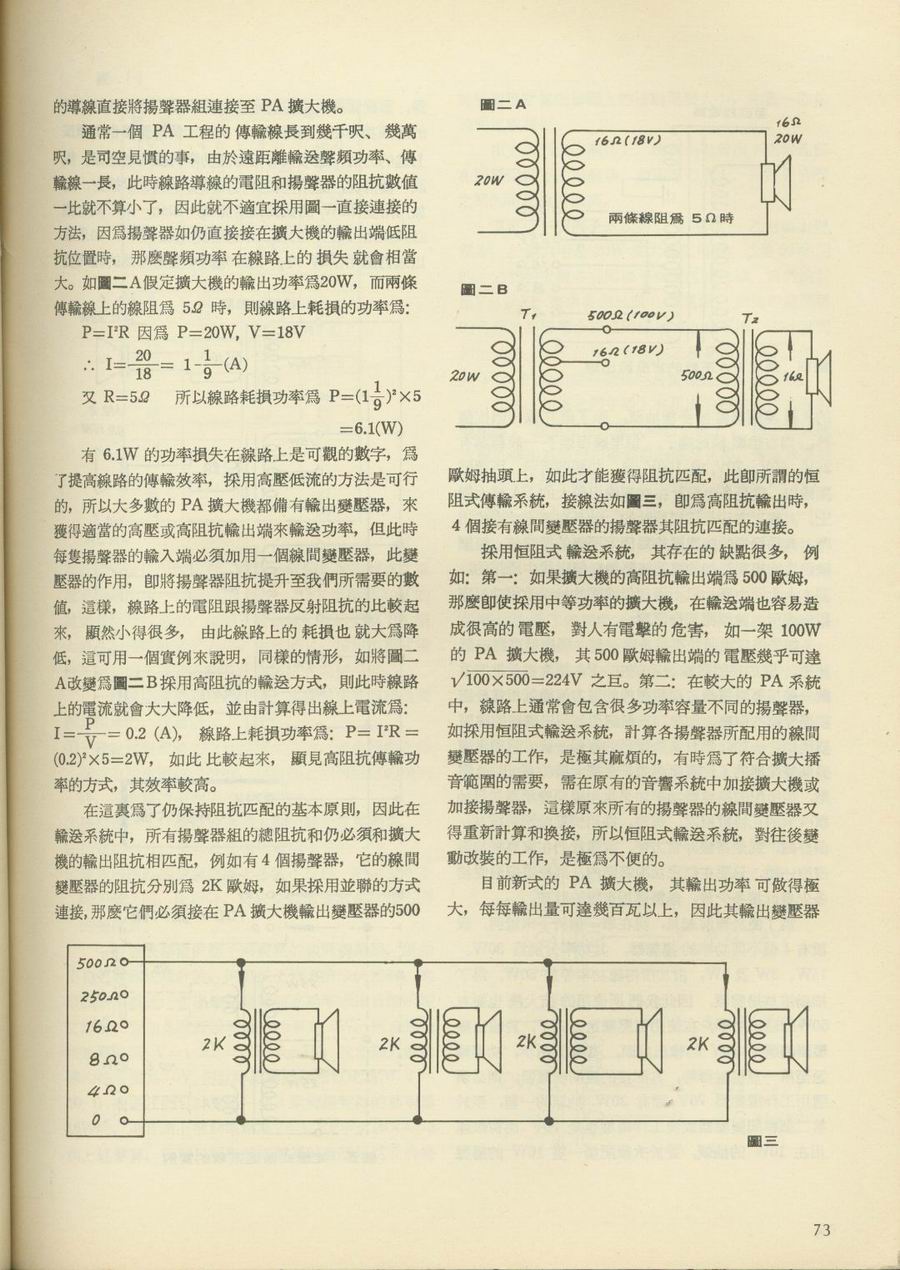 的導線直接將揚聲器組連接至 PA 擴大機。
通常一個 PA 工程的傳輸線長到幾千呎、幾萬
呎，是司空見慣的事，由於遠距離輸送聲頻功率、傳
輸線一長，此時線路導線的電阻和揚聲器的阻抗數值
一比就不算小了，因此就不適宜採用圖一直接連接的
方法，因爲揚聲器如仍直接接在擴大機的輸出端低阻
抗位置時，那麽聲頻功率在線路上的損失就會相當
大。如圖二A假定擴大機的輸出功率爲20W，而兩條
傳輸線上的線阻爲 5Ω 時，則線路上耗損的功率爲：
P=I²R 因爲 P=20W, V=18V
∴ I= 20/18 = 1-1/9-(A)
又 R=5Ω 所以線路耗損功率爲 P=(1 1/9)²×5
=6.1(W)
有 6.1W 的功率損失在線路上是可觀的數字，爲
了提高線路的傳輸效率，採用高壓低流的方法是可行
的，所以大多數的 PA 擴大機都備有輸出變壓器，來
獲得適當的高壓或高阻抗輸出端來輸送功率，但此時
每隻揚聲器的輸入端必須加用一個線間變壓器，此變
壓器的作用，卽將揚聲器阻抗提升至我們所需要的數
值，這樣，線路上的電阻跟揚聲器反射阻抗的比較起
來，顯然小得很多，由此線路上的耗損也就大爲降
低，這可用一個實例來說明，同樣的情形，如將圖二
A改變爲圖二B採用高阻抗的輸送方式，則此時線路
上的電流就會大大降低，並由計算得出線上電流爲：
I= P/V = 0.2 (A)， 線路上耗損功率爲：P= I²R =
(0.2)²×5=2W， 如此比較起來，顯見高阻抗傳輸功
率的方式，其效率較高。
在這裏爲了仍保持阻抗匹配的基本原則，因此在
輸送系統中，所有揚聲器組的總阻抗和仍必須和擴大
機的輸出阻抗相匹配，例如有 4 個揚聲器，它的線間
變壓器的阻抗分別爲 2K 歐姆，如果採用並聯的方式
連接，那麽它們必須接在 PA 擴大機輸出變壓器的500
圖二A
16Ω
20W
16Ω(18V)
20W
兩條線阻爲 5Ω時
圖二B
T₁
500Ω(100V)
T₂
16Ω(18V)
20W
500Ω
16Ω
歐姆抽頭上，如此才能獲得阻抗匹配，此卽所謂的恒
阻式傳輸系統，接線法如圖三，卽爲高阻抗輸出時，
4 個接有線間變壓器的揚聲器其阻抗匹配的連接。
採用恒阻式輸送系統，其存在的缺點很多，例
如：第一：如果擴大機的高阻抗輸出端爲 500 歐姆，
那麽卽使採用中等功率的擴大機，在輸送端也容易造
成很高的電壓，對人有電擊的危害，如一架 100W
的 PA 擴大機，其 500 歐姆輸出端的電壓幾乎可達
√100×500=224V 之巨。第二：在較大的 PA 系統
中，線路上通常會包含很多功率容量不同的揚聲器，
如採用恒阻式輸送系統，計算各揚聲器所配用的線間
變壓器的工作，是極其麻煩的，有時爲了符合擴大播
音範圍的需要，需在原有的音響系統中加接擴大機或
加接揚聲器，這樣原來所有的揚聲器的線間變壓器又
得重新計算和換接，所以恒阻式輸送系統，對往後變
動改裝的工作，是極爲不便的。
目前新式的 PA 擴大機，其輸出功率可做得極
大，每每輸出量可達幾百瓦以上，因此其輸出變壓器
500Ω
250Ω
16Ω
8Ω
4Ω
0
2K
2K
2K
2K
圖三
73